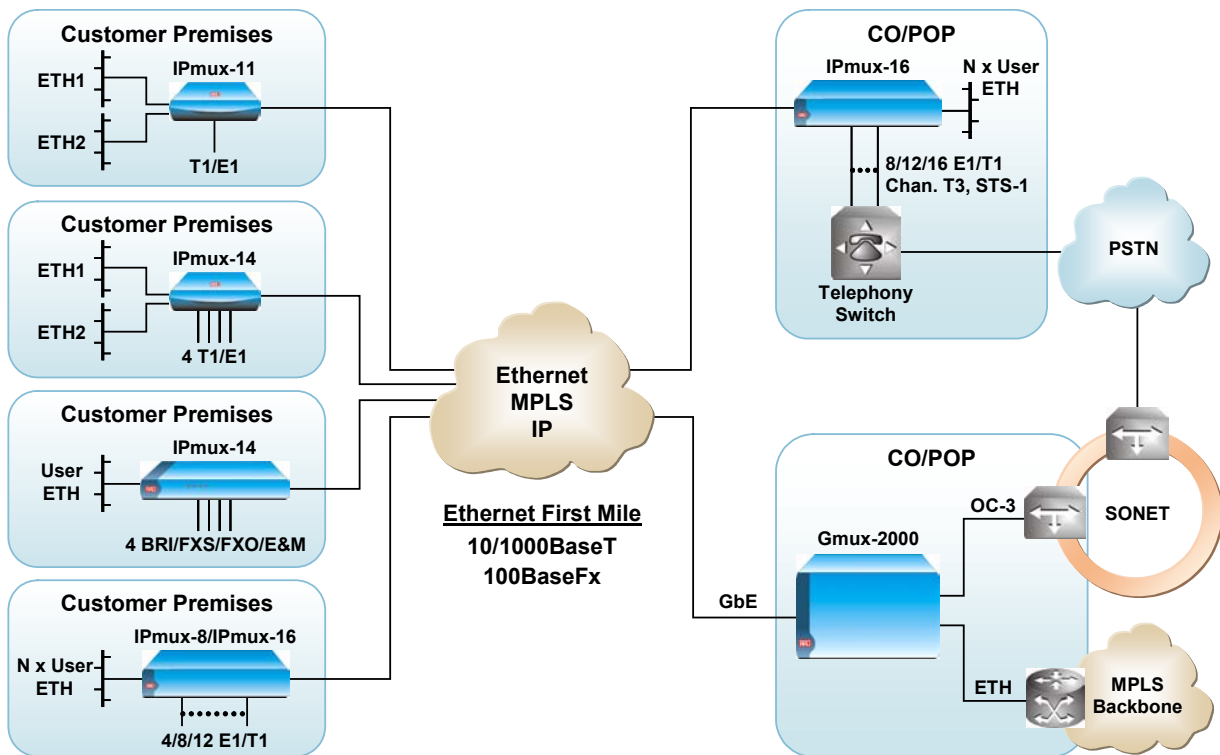 Customer Premises
IPmux-11
ETH1
ETH2
T1/E1
Customer Premises
IPmux-14
ETH1
ETH2
4 T1/E1
Customer Premises
IPmux-14
User
ETH
4 BRI/FXS/FXO/E&M
Customer Premises
IPmux-8/IPmux-16
N x User
ETH
4/8/12 E1/T1
Ethernet
MPLS
IP
Ethernet First Mile
10/1000BaseT
100BaseFx
CO/POP
IPmux-16
N x User
ETH
8/12/16 E1/T1
Chan. T3, STS-1
Telephony
Switch
PSTN
CO/POP
OC-3
SONET
Gmux-2000
GbE
ETH
MPLS
Backbone